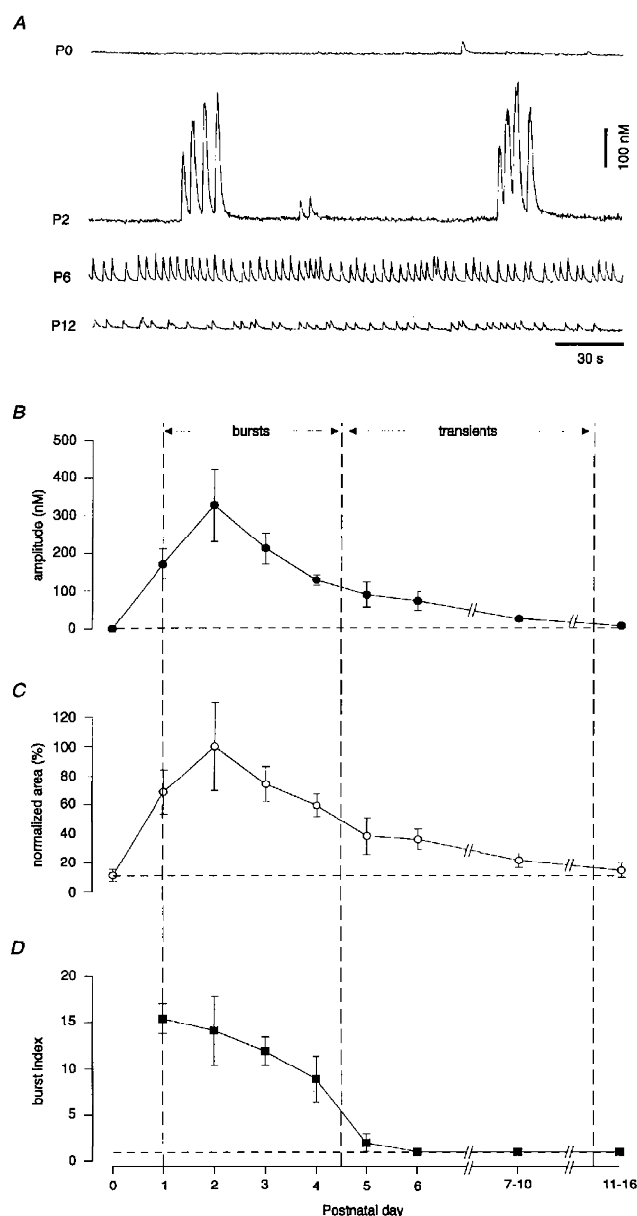 A
P0
100 nM
P2
P6
P12
30 s
B
bursts
transients
500
400
300
200
100
0
amplitude (nM)
C
120
100
80
60
40
20
0
normalized area (%)
D
20
15
10
5
0
burst index
0 1 2 3 4 5 6 7-10 11-16
Postnatal day